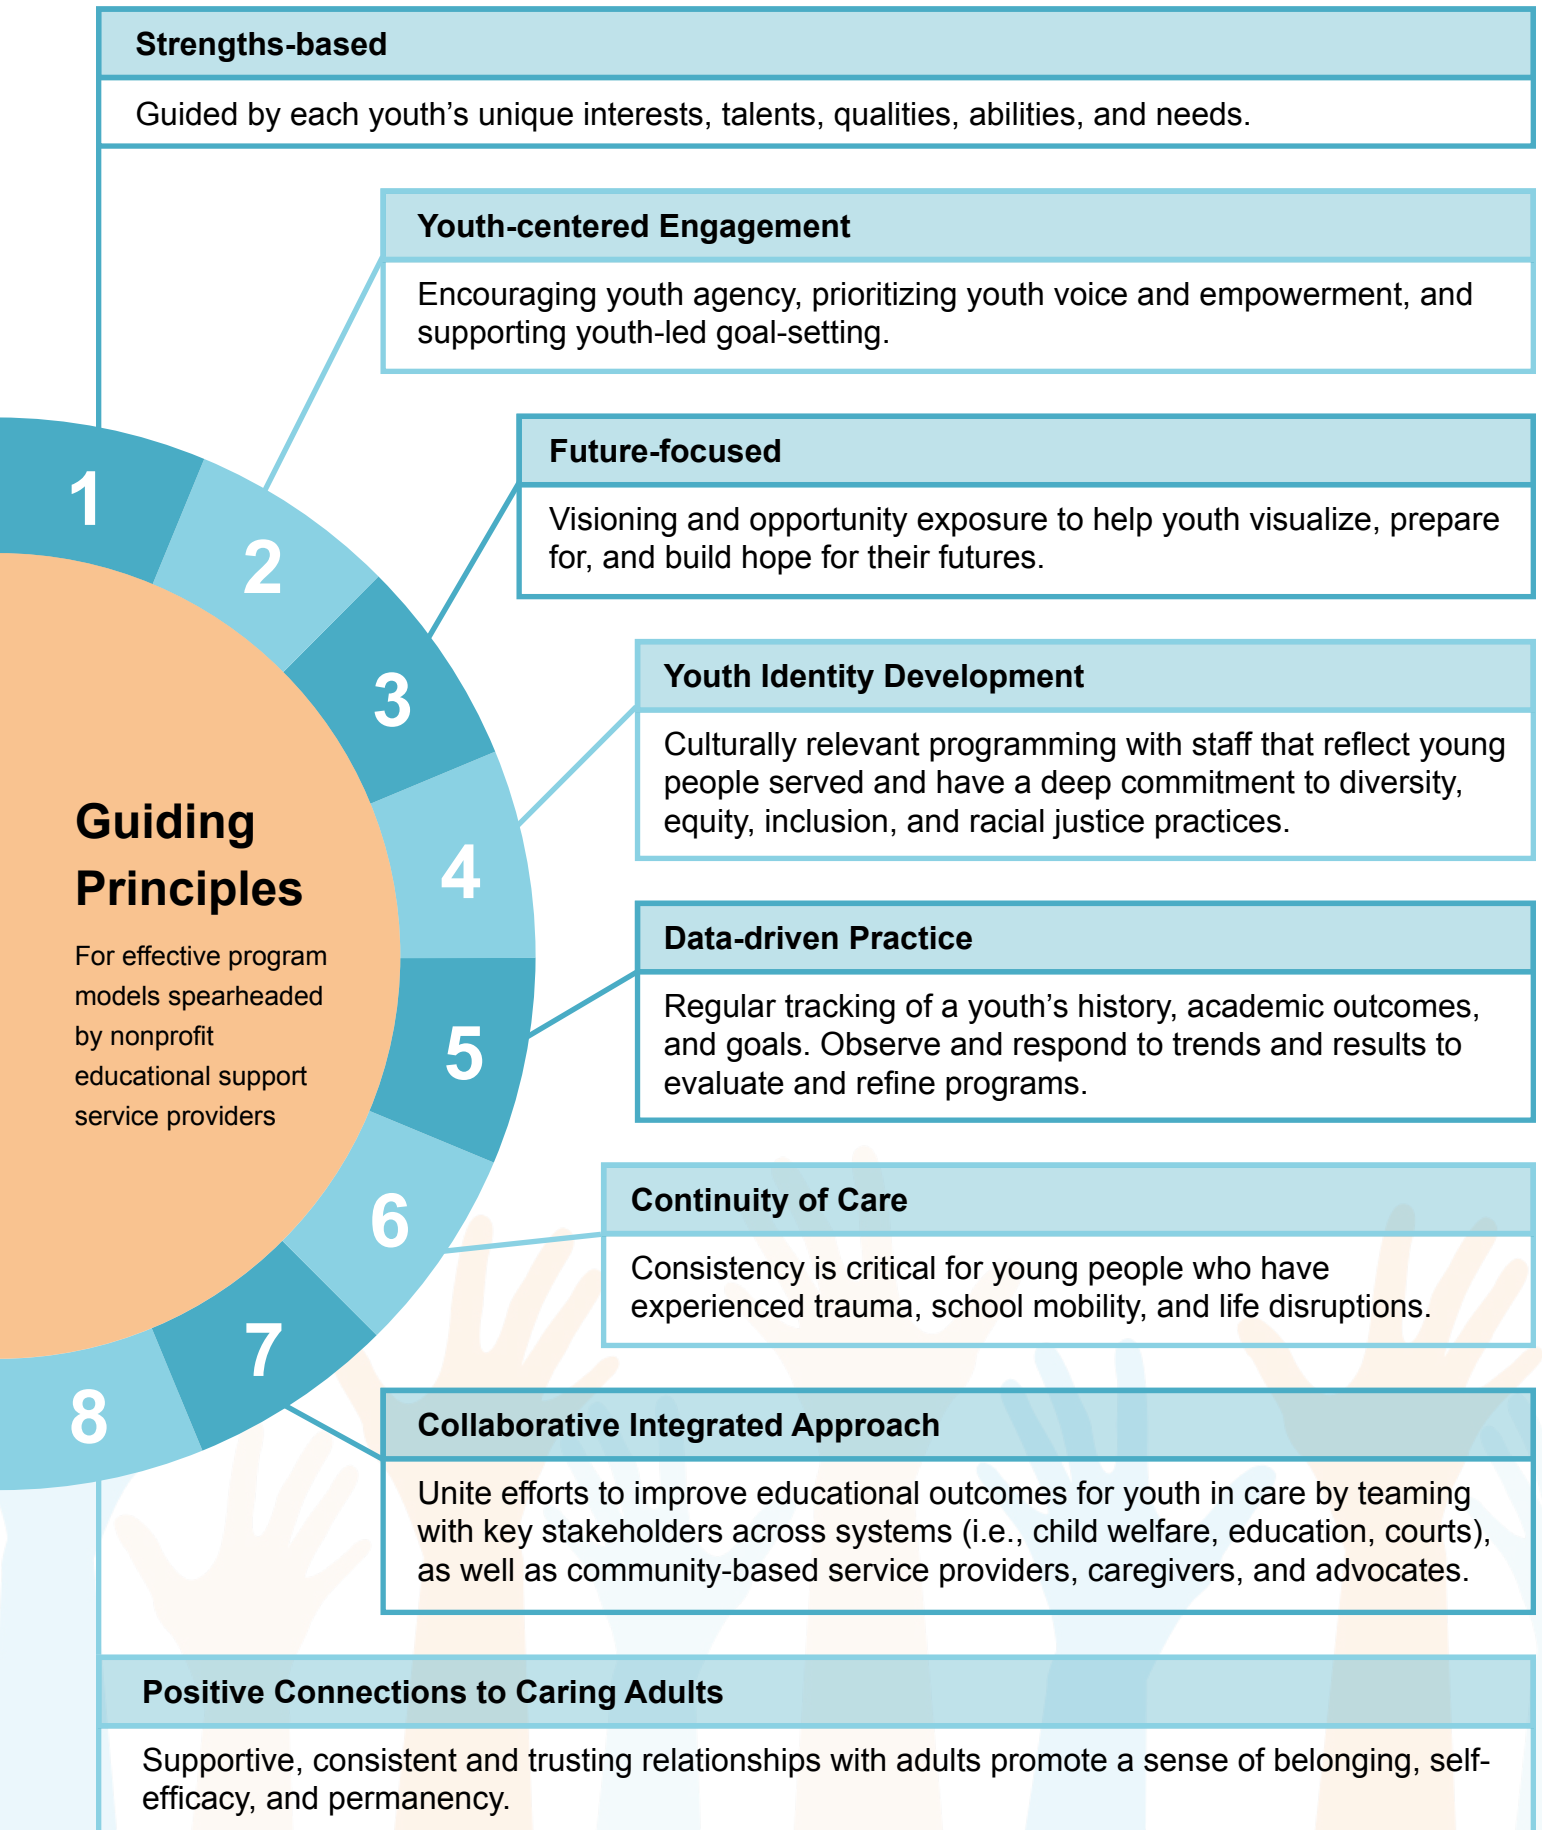 Strengths-based
Guided by each youth’s unique interests, talents, qualities, abilities, and needs.
Youth-centered Engagement
Encouraging youth agency, prioritizing youth voice and empowerment, and
supporting youth-led goal-setting.
Future-focused
Visioning and opportunity exposure to help youth visualize, prepare
for, and build hope for their futures.
Youth Identity Development
Culturally relevant programming with staff that reflect young
people served and have a deep commitment to diversity,
equity, inclusion, and racial justice practices.
Data-driven Practice
Regular tracking of a youth’s history, academic outcomes,
and goals. Observe and respond to trends and results to
evaluate and refine programs.
Continuity of Care
Consistency is critical for young people who have
experienced trauma, school mobility, and life disruptions.
Collaborative Integrated Approach
Unite efforts to improve educational outcomes for youth in care by teaming
with key stakeholders across systems (i.e., child welfare, education, courts),
as well as community-based service providers, caregivers, and advocates.
Positive Connections to Caring Adults
Supportive, consistent and trusting relationships with adults promote a sense of belonging, self-
efficacy, and permanency.
1
2
3
4
5
6
7
8
Guiding
Principles
For effective program
models spearheaded
by nonprofit
educational support
service providers